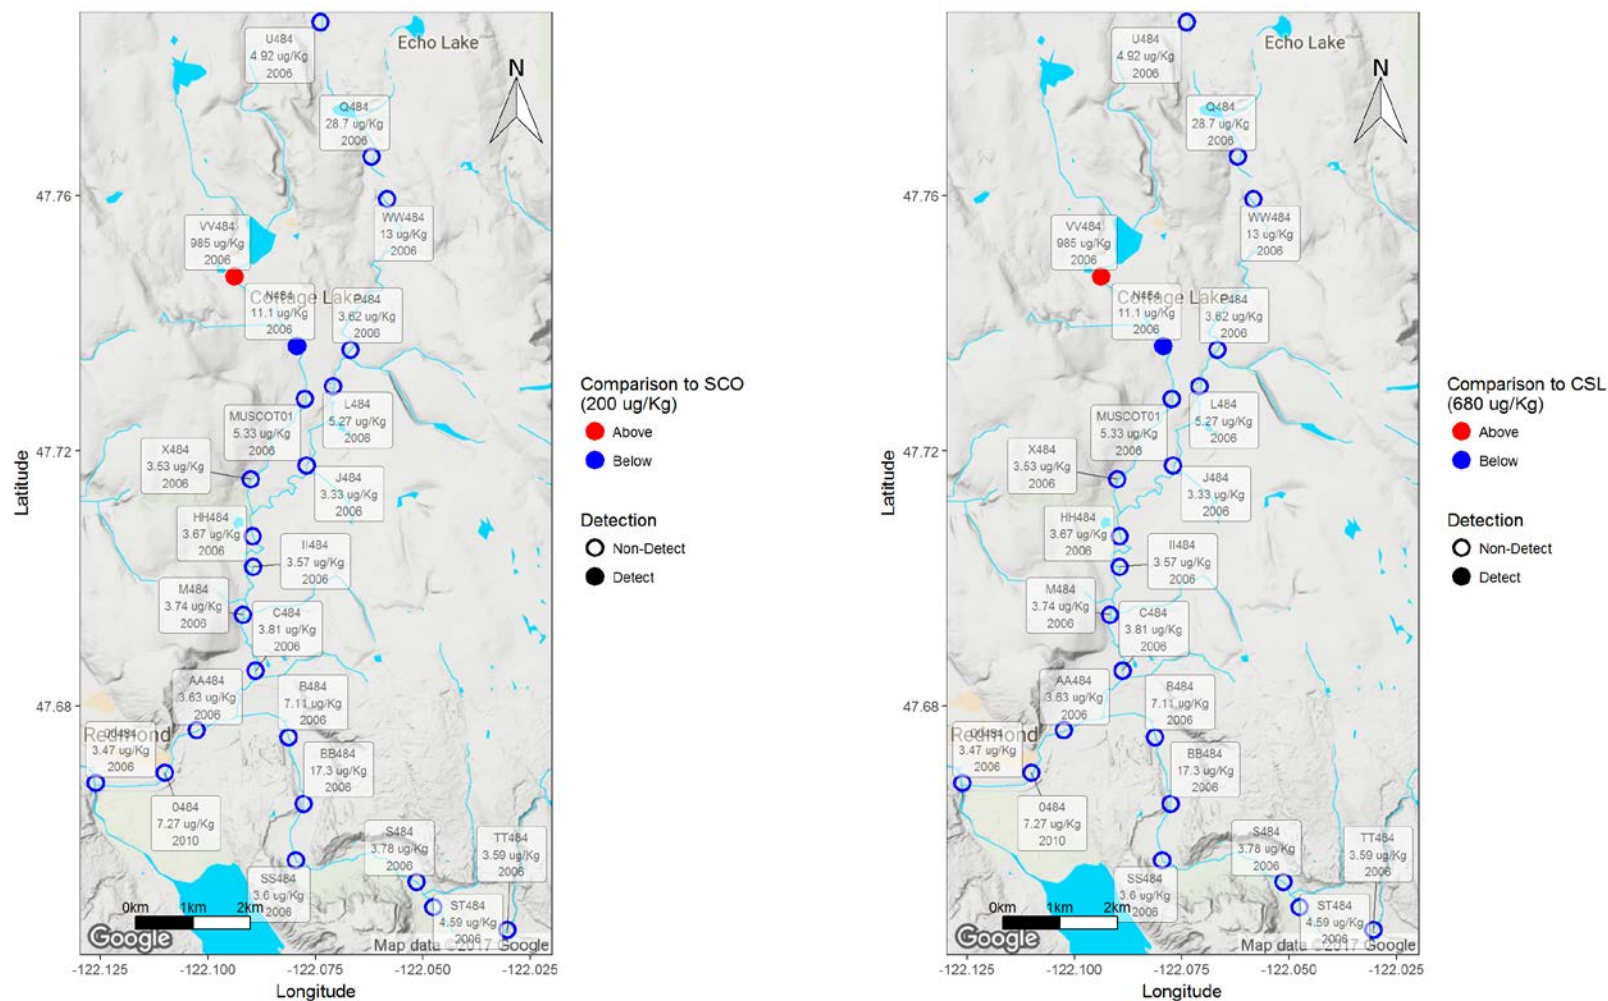 U484
4.92 ug/Kg
2006
Echo Lake
N
Q484
28.7 ug/Kg
2006
47.76
WW484
13 ug/Kg
2006
VV484
985 ug/Kg
2006
Cottage Lake
N484
11.1 ug/Kg
2006
P484
3.62 ug/Kg
2006
L484
5.27 ug/Kg
2006
MUSCOT01
5.33 ug/Kg
2006
47.72
X484
3.53 ug/Kg
2006
J484
3.33 ug/Kg
2006
HH484
3.67 ug/Kg
2006
II484
3.57 ug/Kg
2006
M484
3.74 ug/Kg
2006
C484
3.81 ug/Kg
2006
AA484
3.63 ug/Kg
2006
B484
7.11 ug/Kg
2006
47.68
Redmond
3.47 ug/Kg
2006
BB484
17.3 ug/Kg
2006
0484
7.27 ug/Kg
2010
S484
3.78 ug/Kg
2006
TT484
3.59 ug/Kg
2006
SS484
3.6 ug/Kg
2006
ST484
4.59 ug/Kg
2006
0km 1km 2km
Google
Map data ©2017 Google
-122.125 -122.100 -122.075 -122.050 -122.020
Longitude
Latitude
Comparison to SCO
(200 ug/Kg)
Above
Below
Detection
Non-Detect
Detect
U484
4.92 ug/Kg
2006
Echo Lake
N
Q484
28.7 ug/Kg
2006
47.76
WW484
13 ug/Kg
2006
VV484
985 ug/Kg
2006
Cottage Lake
N484
11.1 ug/Kg
2006
P484
3.62 ug/Kg
2006
L484
5.27 ug/Kg
2006
MUSCOT01
5.33 ug/Kg
2006
47.72
X484
3.53 ug/Kg
2006
J484
3.33 ug/Kg
2006
HH484
3.67 ug/Kg
2006
II484
3.57 ug/Kg
2006
M484
3.74 ug/Kg
2006
C484
3.81 ug/Kg
2006
AA484
3.63 ug/Kg
2006
B484
7.11 ug/Kg
2006
47.68
Redmond
3.47 ug/Kg
2006
BB484
17.3 ug/Kg
2006
0484
7.27 ug/Kg
2010
S484
3.78 ug/Kg
2006
TT484
3.59 ug/Kg
2006
SS484
3.6 ug/Kg
2006
ST484
4.59 ug/Kg
2006
0km 1km 2km
Google
Map data ©2017 Google
-122.125 -122.100 -122.075 -122.050 -122.020
Longitude
Latitude
Comparison to CSL
(680 ug/Kg)
Above
Below
Detection
Non-Detect
Detect